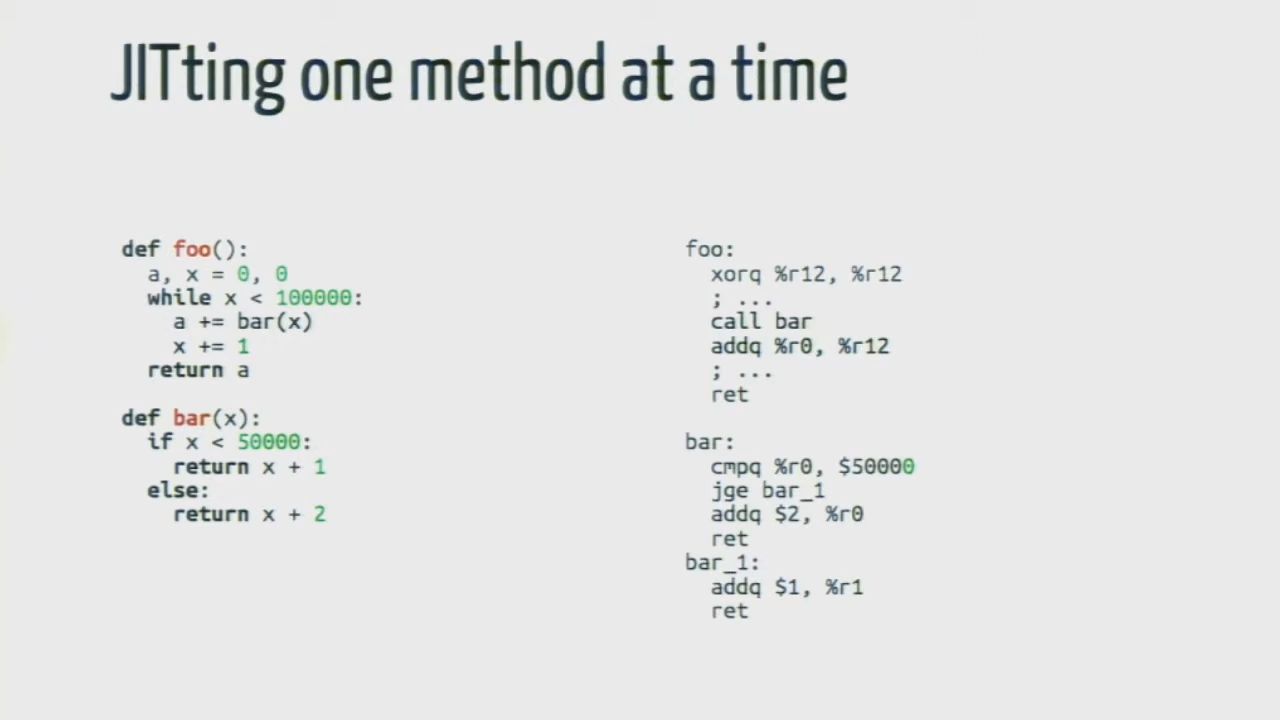 JITting one method at a time
def foo():
  a, x = 0, 0
  while x < 100000:
    a += bar(x)
    x += 1
  return a
def bar(x):
  if x < 50000:
    return x + 1
  else:
    return x + 2
foo:
  xorq %r12, %r12
  ; ...
  call bar
  addq %r0, %r12
  ; ...
  ret
bar:
  cmpq %r0, $50000
  jge bar_1
  addq $2, %r0
  ret
bar_1:
  addq $1, %r1
  ret